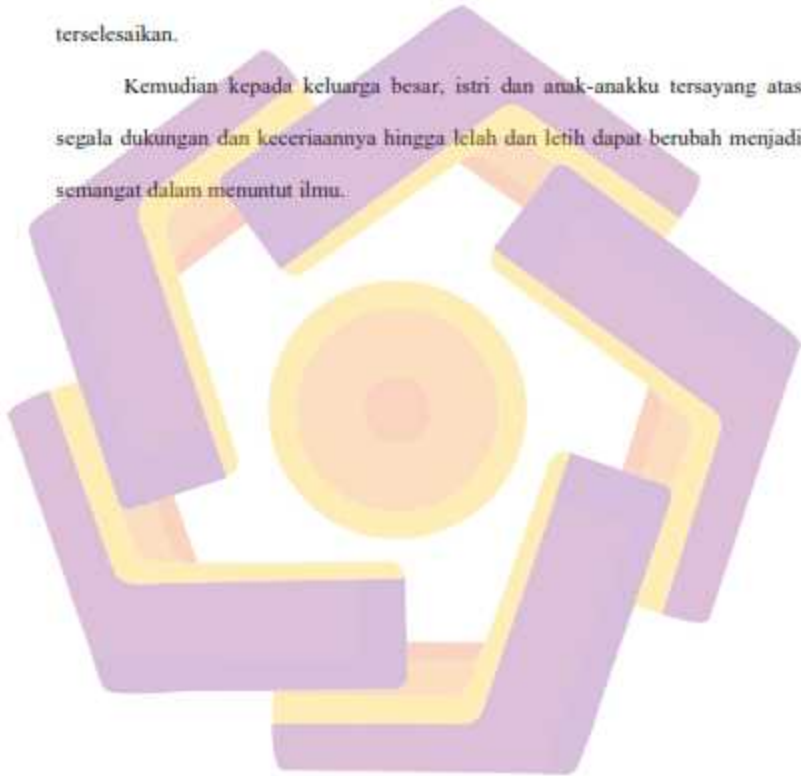 terselesaikan.
Kemudian kepada keluarga besar, istri dan anak-anakku tersayang atas
segala dukungan dan keceriaannya hingga lelah dan letih dapat berubah menjadi
semangat dalam menuntut ilmu.